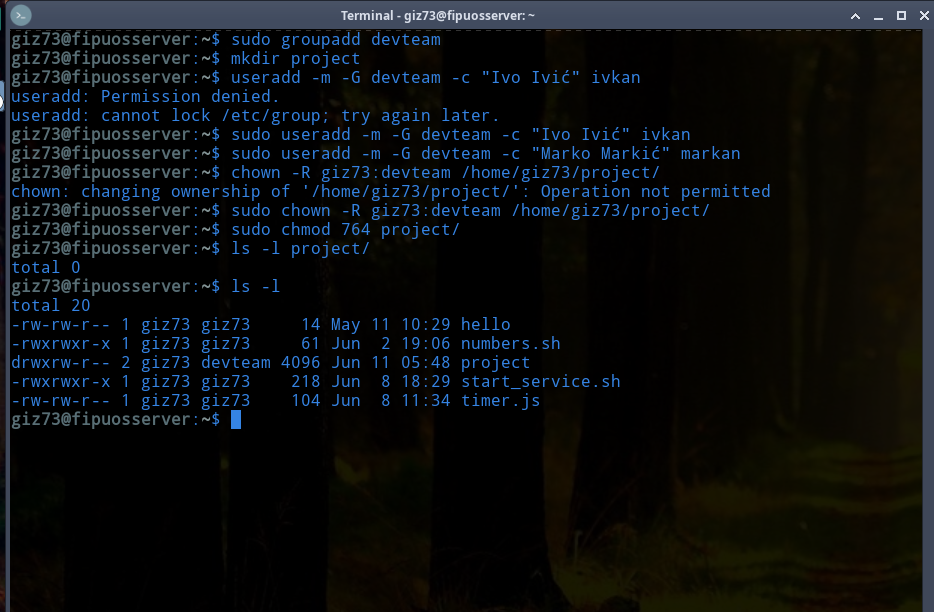 Terminal - giz73@fipuosserver: ~
giz73@fipuosserver:~$ sudo groupadd devteam
giz73@fipuosserver:~$ mkdir project
giz73@fipuosserver:~$ useradd -m -G devteam -c "Ivo Ivić" ivkan
useradd: Permission denied.
useradd: cannot lock /etc/group; try again later.
giz73@fipuosserver:~$ sudo useradd -m -G devteam -c "Ivo Ivić" ivkan
giz73@fipuosserver:~$ sudo useradd -m -G devteam -c "Marko Markić" markan
giz73@fipuosserver:~$ chown -R giz73:devteam /home/giz73/project/
chown: changing ownership of '/home/giz73/project/': Operation not permitted
giz73@fipuosserver:~$ sudo chown -R giz73:devteam /home/giz73/project/
giz73@fipuosserver:~$ sudo chmod 764 project/
giz73@fipuosserver:~$ ls -l project/
total 0
giz73@fipuosserver:~$ ls -l
total 20
-rw-rw-r-- 1 giz73 giz73     14 May 11 10:29 hello
-rwxrwxr-x 1 giz73 giz73     61 Jun  2 19:06 numbers.sh
drwxrw-r-- 2 giz73 devteam 4096 Jun 11 05:48 project
-rwxrwxr-x 1 giz73 giz73    218 Jun  8 18:29 start_service.sh
-rw-rw-r-- 1 giz73 giz73    104 Jun  8 11:34 timer.js
giz73@fipuosserver:~$